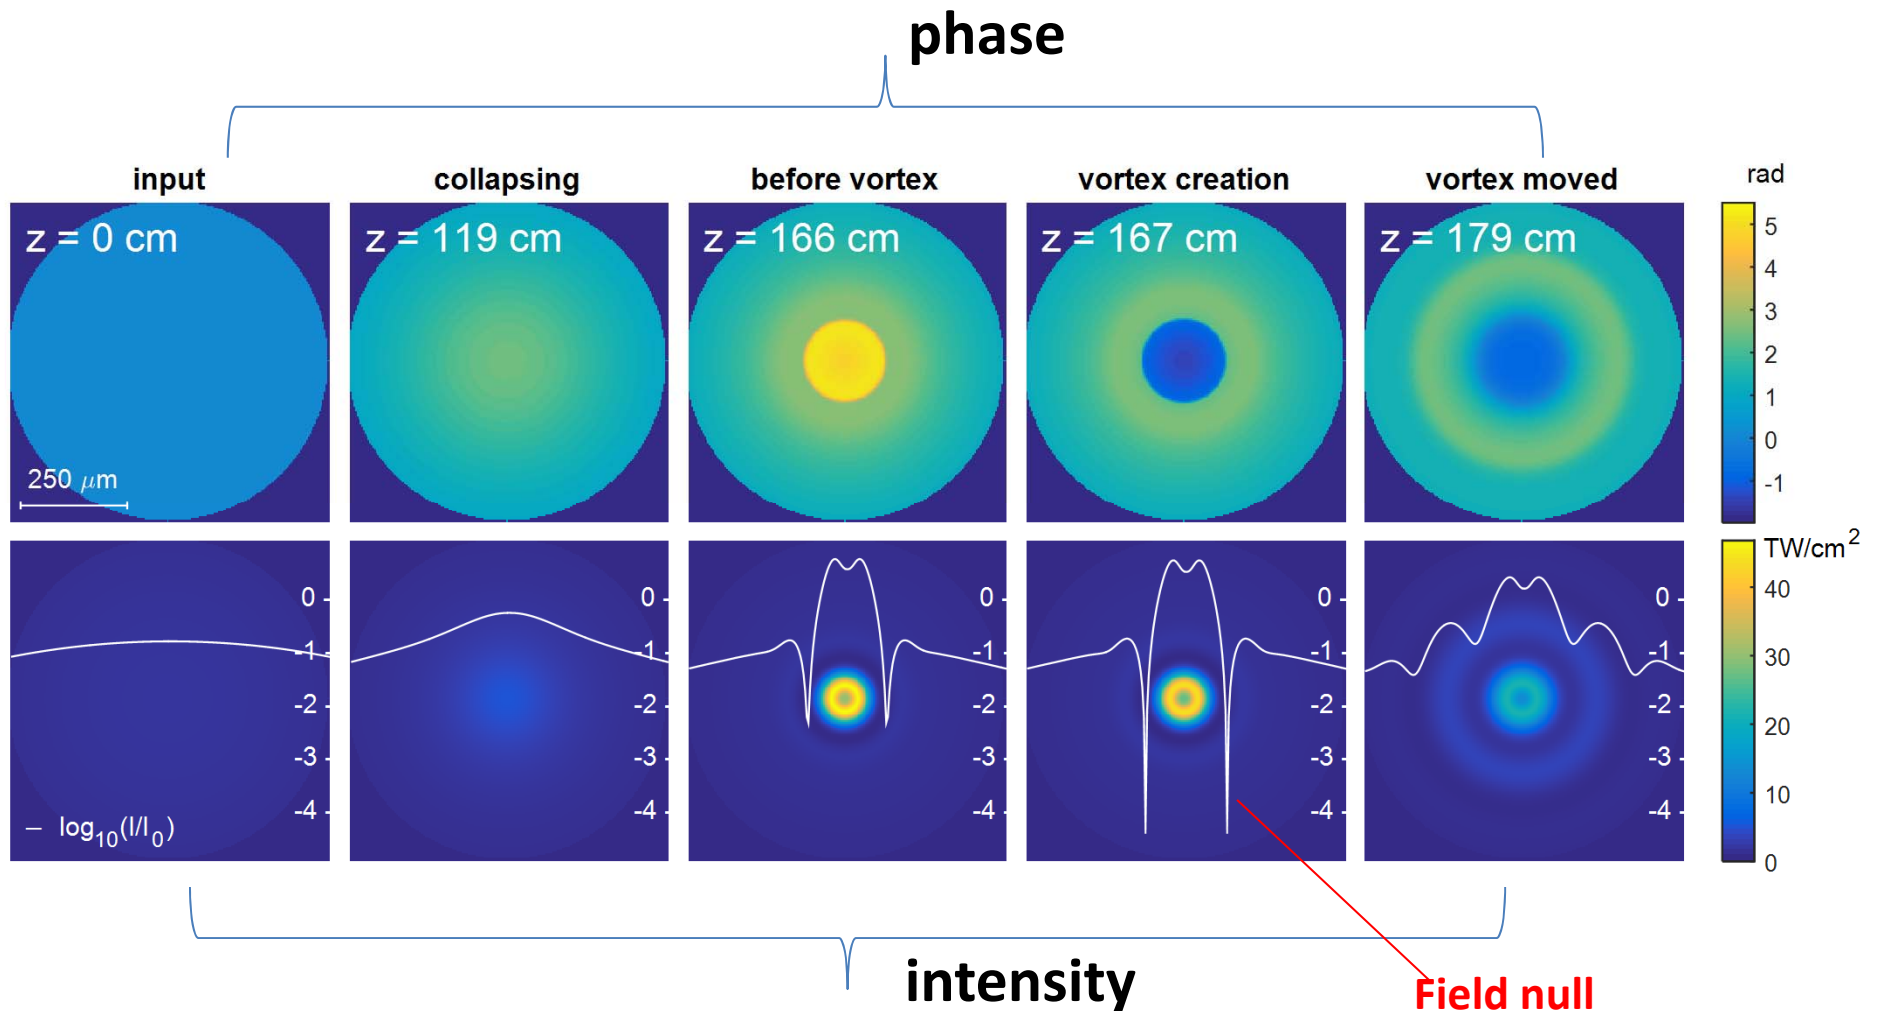 phase
input
collapsing
before vortex
vortex creation
vortex moved
rad
z = 0 cm
z = 119 cm
z = 166 cm
z = 167 cm
z = 179 cm
5
4
3
2
1
0
-1
250 μm
TW/cm²
40
30
20
10
0
0
-1
-2
-3
-4
0
-1
-2
-3
-4
0
-1
-2
-3
-4
0
-1
-2
-3
-4
0
-1
-2
-3
-4
– log₁₀(I/I₀)
intensity
Field null